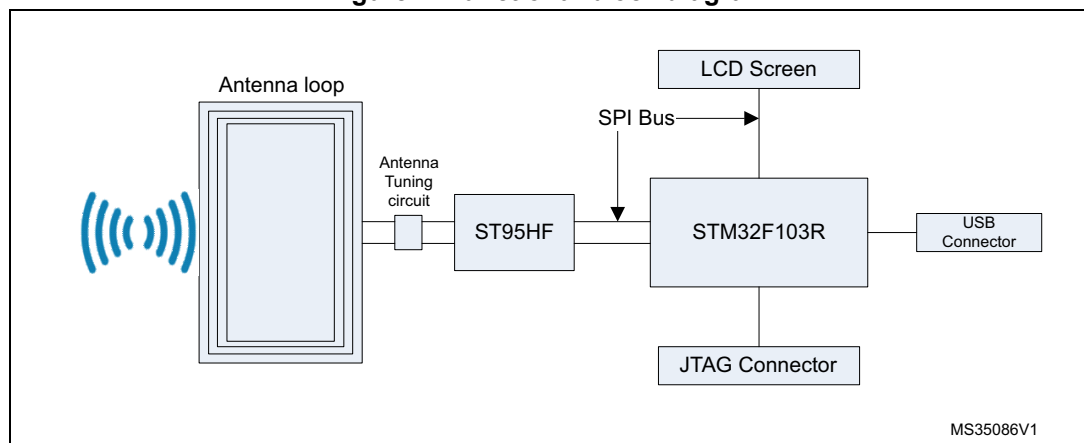 LCD Screen
Antenna loop
SPI Bus
Antenna
Tuning
circuit
ST95HF
STM32F103R
USB
Connector
JTAG Connector
MS35086V1